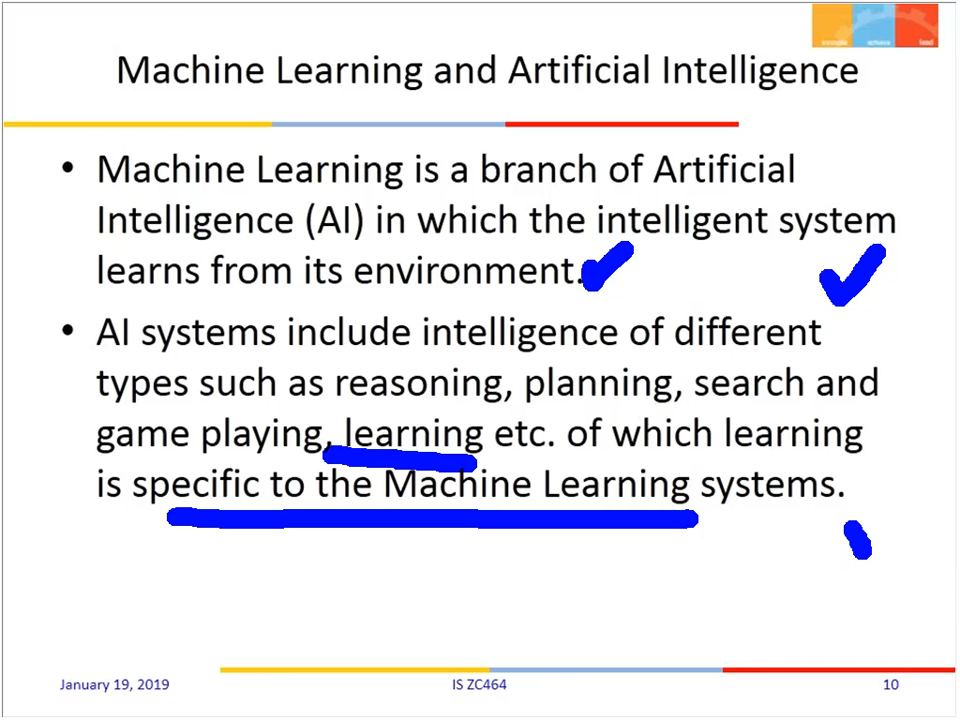 Machine Learning and Artificial Intelligence
• Machine Learning is a branch of Artificial
Intelligence (AI) in which the intelligent system
learns from its environment.
• AI systems include intelligence of different
types such as reasoning, planning, search and
game playing, learning etc. of which learning
is specific to the Machine Learning systems.
January 19, 2019 IS ZC464 10